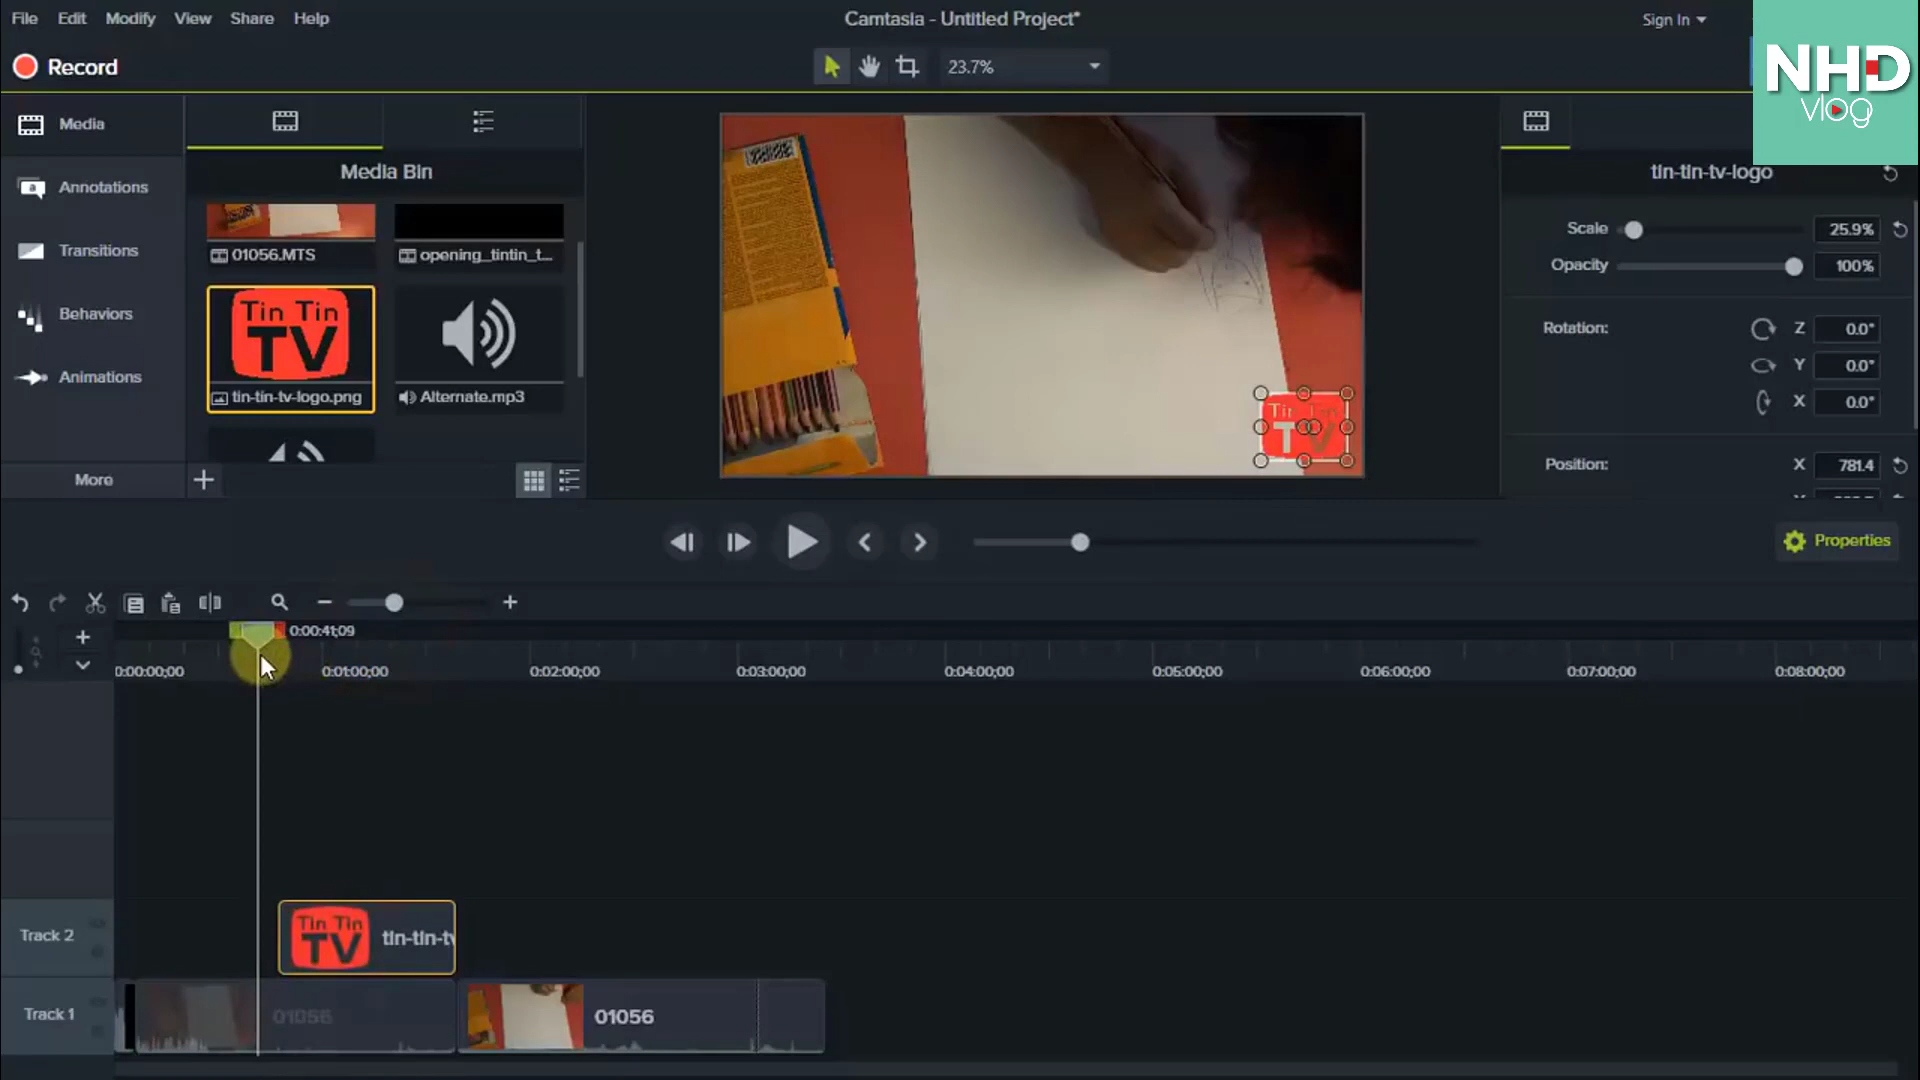 File Edit Modify View Share Help
Camtasia - Untitled Project*
Sign In
NHD
vlog
Record
23.7%
Media
Annotations
Transitions
Behaviors
Animations
More
Media Bin
01056.MTS
opening_tintin_t...
Tin Tin
TV
tin-tin-tv-logo.png
Alternate.mp3
Tin Tin
TV
tin-tin-tv-logo
Scale 25.9%
Opacity 100%
Rotation: Z 0.0°
Y 0.0°
X 0.0°
Position: X 781.4
Properties
0:00:41;09
0:00:00;00 0:01:00;00 0:02:00;00 0:03:00;00 0:04:00;00 0:05:00;00 0:06:00;00 0:07:00;00 0:08:00;00
Track 2
Tin Tin
TV
tin-tin-tv
Track 1
01056
01056